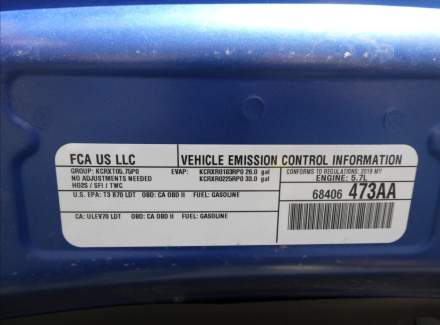 FCA US LLC
VEHICLE EMISSION CONTROL INFORMATION
GROUP: KCRXT05.75P0 EVAP: KCRXR0183RP0 26.0 gal
NO ADJUSTMENTS NEEDED KCRXR0225RP0 33.0 gal
HO2S / SFI / TWC
CONFORMS TO REGULATIONS: 2019 MY
ENGINE: 5.7L
68406 473AA
U.S. EPA: T3 B70 LDT OBD: CA OBD II FUEL: GASOLINE
CA: ULEV70 LDT OBD: CA OBD II FUEL: GASOLINE